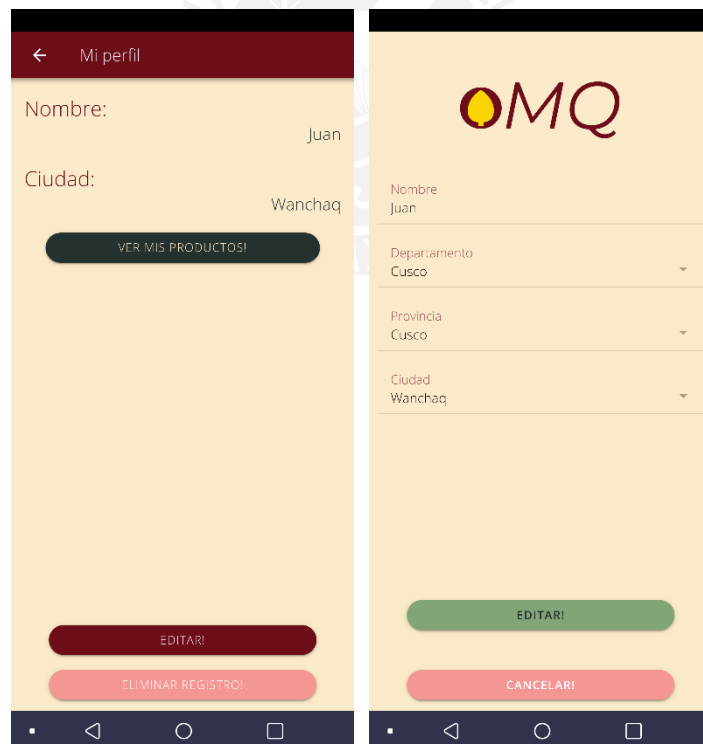 Mi perfil
Nombre:
Juan
Ciudad:
Wanchaq
VER MIS PRODUCTOS!
EDITAR!
ELIMINAR REGISTRO!
OMQ
Nombre
Juan
Departamento
Cusco
Provincia
Cusco
Ciudad
Wanchaq
EDITAR!
CANCELAR!